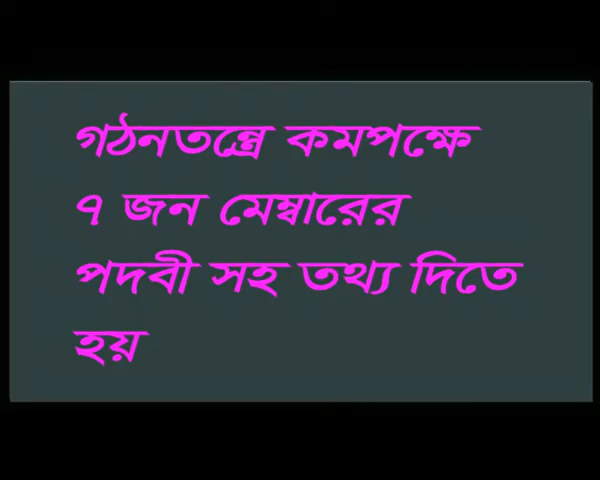 গঠনতন্ত্রে কমপক্ষে
৭ জন মেম্বারের
পদবী সহ তথ্য দিতে
হয়